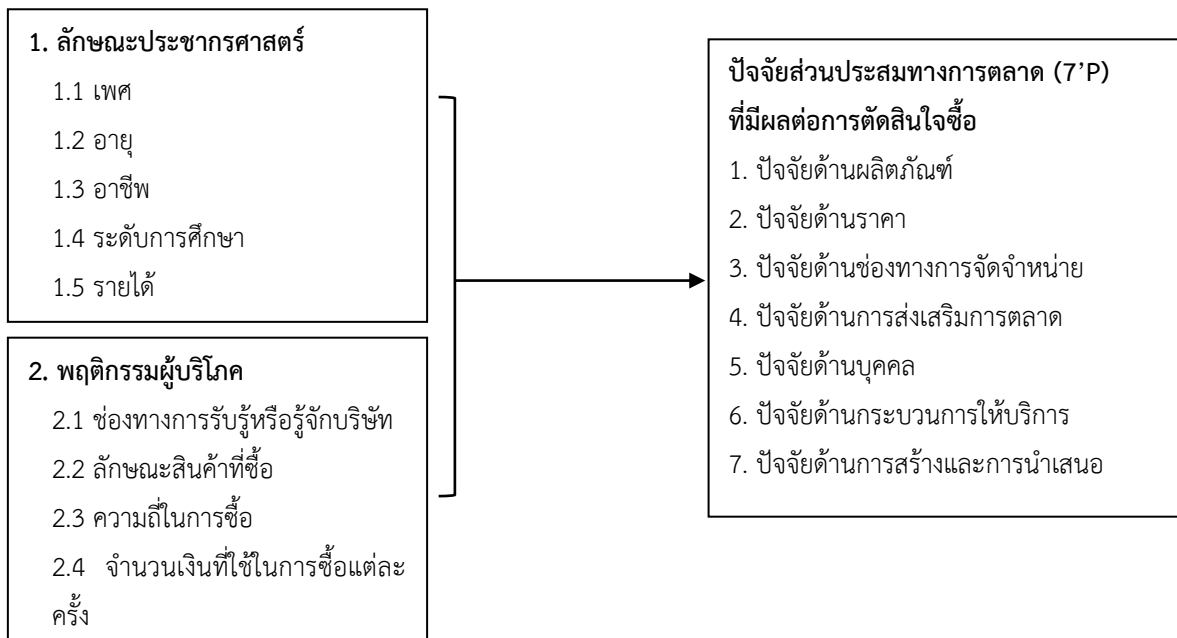 1. ลักษณะประชากรศาสตร์
1.1 เพศ
1.2 อายุ
1.3 อาชีพ
1.4 ระดับการศึกษา
1.5 รายได้
2. พฤติกรรมผู้บริโภค
2.1 ช่องทางการรับรู้หรือรู้จักบริษัท
2.2 ลักษณะสินค้าที่ซื้อ
2.3 ความถี่ในการซื้อ
2.4 จำนวนเงินที่ใช้ในการซื้อแต่ละ
ครั้ง
ปัจจัยส่วนประสมทางการตลาด (7'P)
ที่มีผลต่อการตัดสินใจซื้อ
1. ปัจจัยด้านผลิตภัณฑ์
2. ปัจจัยด้านราคา
3. ปัจจัยด้านช่องทางการจัดจำหน่าย
4. ปัจจัยด้านการส่งเสริมการตลาด
5. ปัจจัยด้านบุคคล
6. ปัจจัยด้านกระบวนการให้บริการ
7. ปัจจัยด้านการสร้างและการนำเสนอ